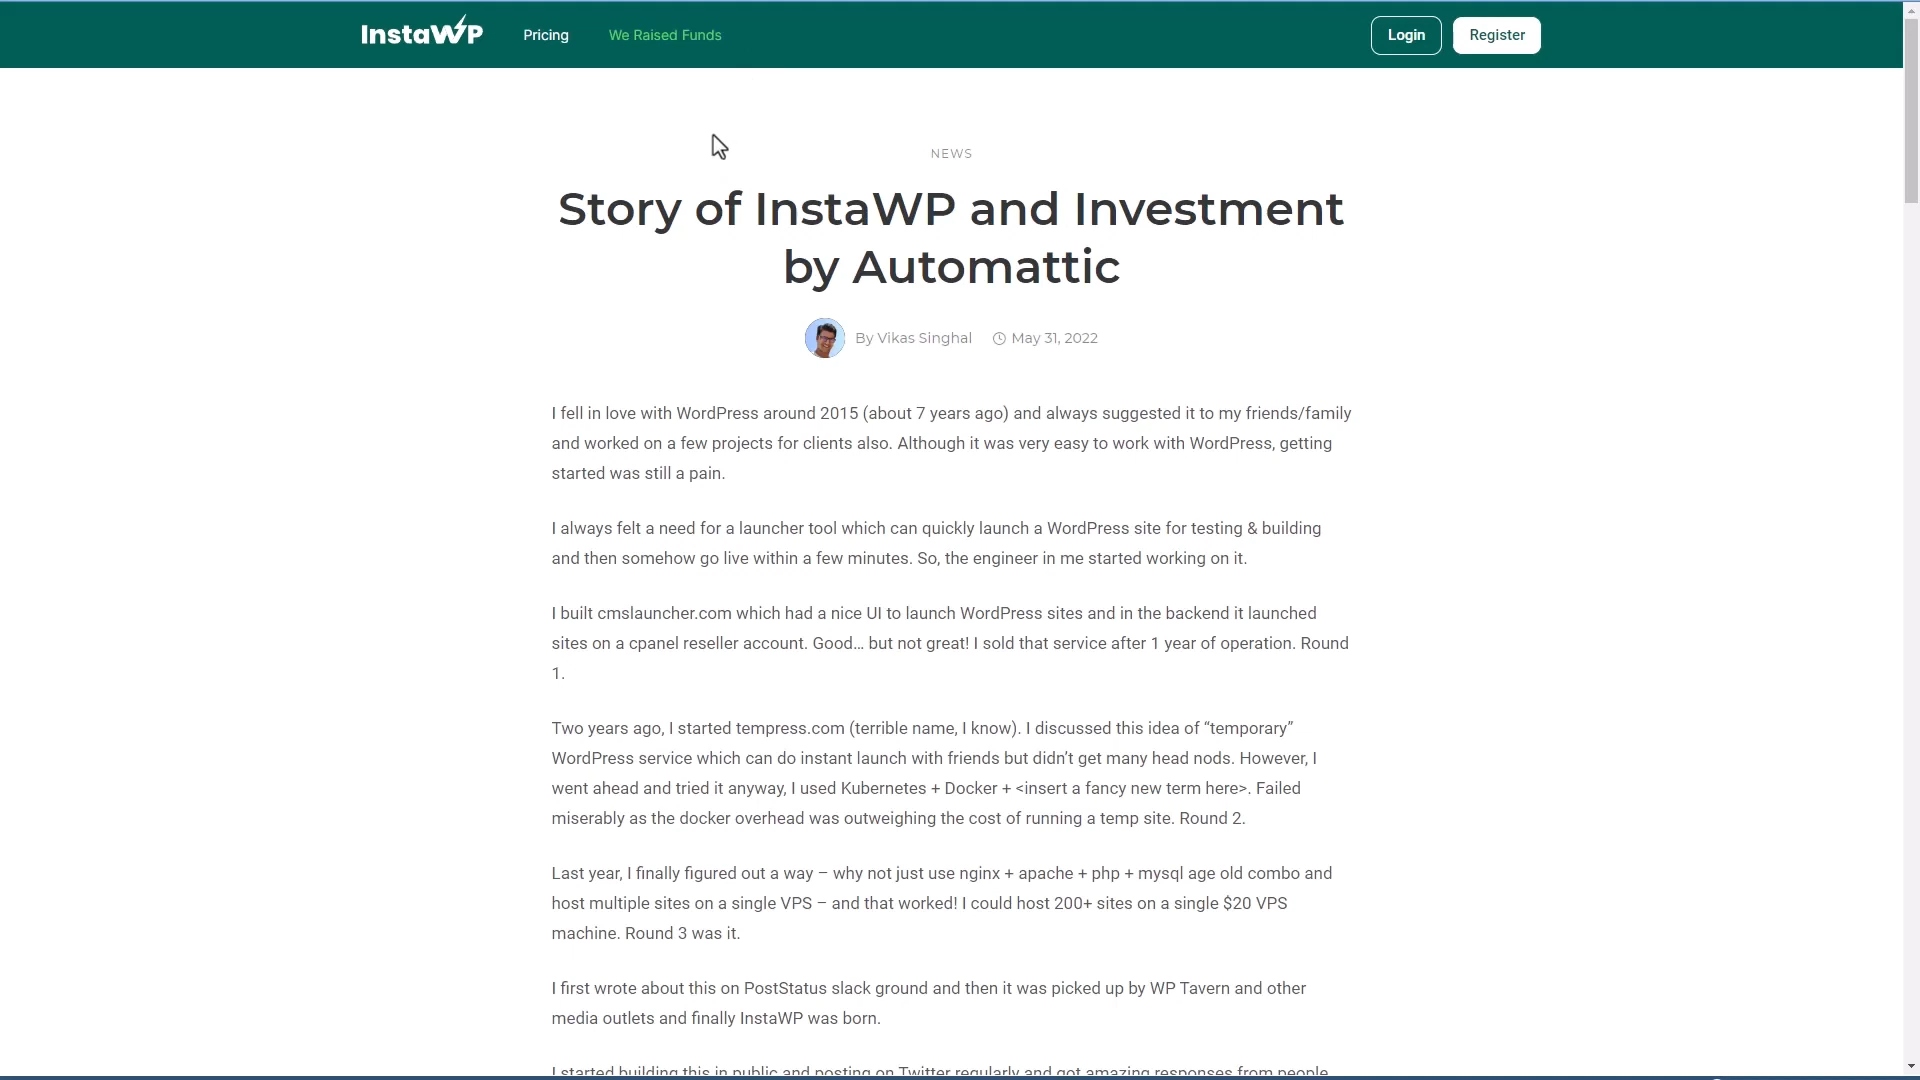 InstaWP Pricing We Raised Funds Login Register
NEWS
Story of InstaWP and Investment
by Automattic
By Vikas Singhal May 31, 2022
I fell in love with WordPress around 2015 (about 7 years ago) and always suggested it to my friends/family
and worked on a few projects for clients also. Although it was very easy to work with WordPress, getting
started was still a pain.
I always felt a need for a launcher tool which can quickly launch a WordPress site for testing & building
and then somehow go live within a few minutes. So, the engineer in me started working on it.
I built cmslauncher.com which had a nice UI to launch WordPress sites and in the backend it launched
sites on a cpanel reseller account. Good… but not great! I sold that service after 1 year of operation. Round
1.
Two years ago, I started tempress.com (terrible name, I know). I discussed this idea of “temporary”
WordPress service which can do instant launch with friends but didn’t get many head nods. However, I
went ahead and tried it anyway, I used Kubernetes + Docker + <insert a fancy new term here>. Failed
miserably as the docker overhead was outweighing the cost of running a temp site. Round 2.
Last year, I finally figured out a way – why not just use nginx + apache + php + mysql age old combo and
host multiple sites on a single VPS – and that worked! I could host 200+ sites on a single $20 VPS
machine. Round 3 was it.
I first wrote about this on PostStatus slack ground and then it was picked up by WP Tavern and other
media outlets and finally InstaWP was born.
I started building this in public and posting on Twitter regularly and got amazing responses from people